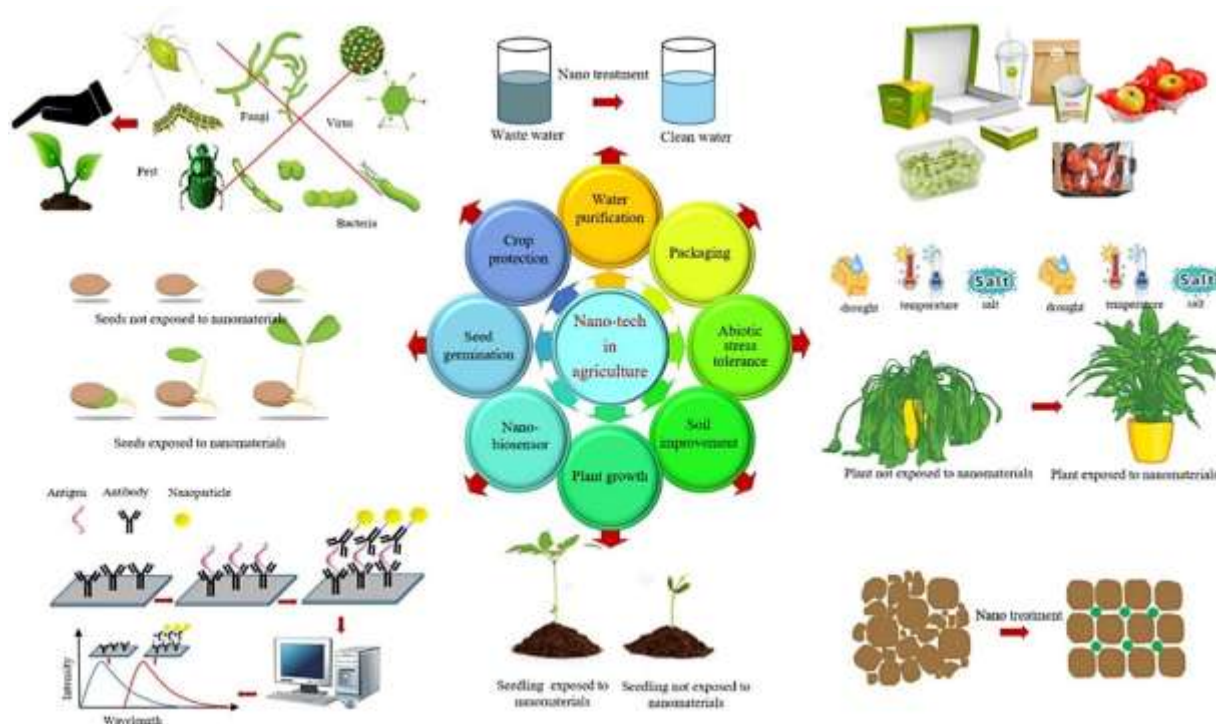 Nano treatment
Waste water
Clean water
Fungi
Virus
Pest
Bacteria
Water
purification
Crop
protection
Packaging
Seed
germination
Nano-tech
in
agriculture
Abiotic
stress
tolerance
Nano-
biosensor
Soil
improvement
Plant growth
Seeds not exposed to nanomaterials
Seeds exposed to nanomaterials
drought
temperature
Salt
salt
drought
temperature
Salt
salt
Plant not exposed to nanomaterials
Plant exposed to nanomaterials
Antigen
Antibody
Nanoparticle
Intensity
Wavelength
Seedling exposed to
nanomaterials
Seedling not exposed to
nanomaterials
Nano treatment